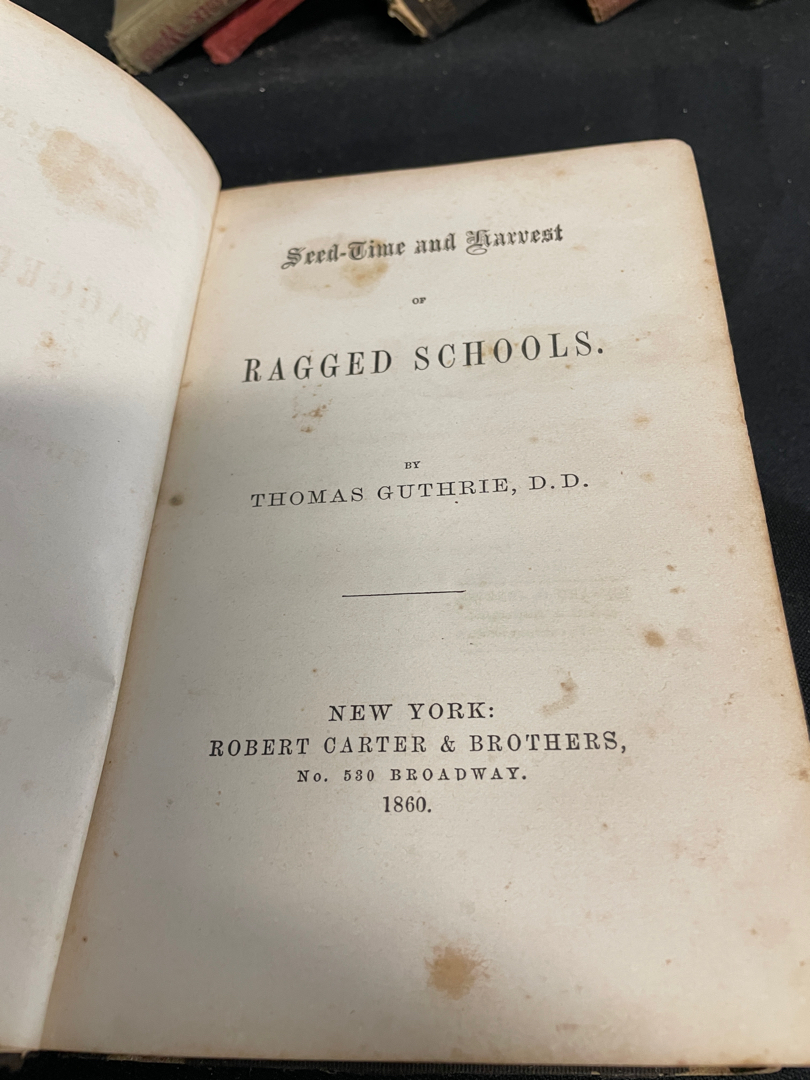 Seed-Time and Harvest
OF
RAGGED SCHOOLS.
BY
THOMAS GUTHRIE, D.D.
NEW YORK:
ROBERT CARTER & BROTHERS,
No. 530 BROADWAY.
1860.